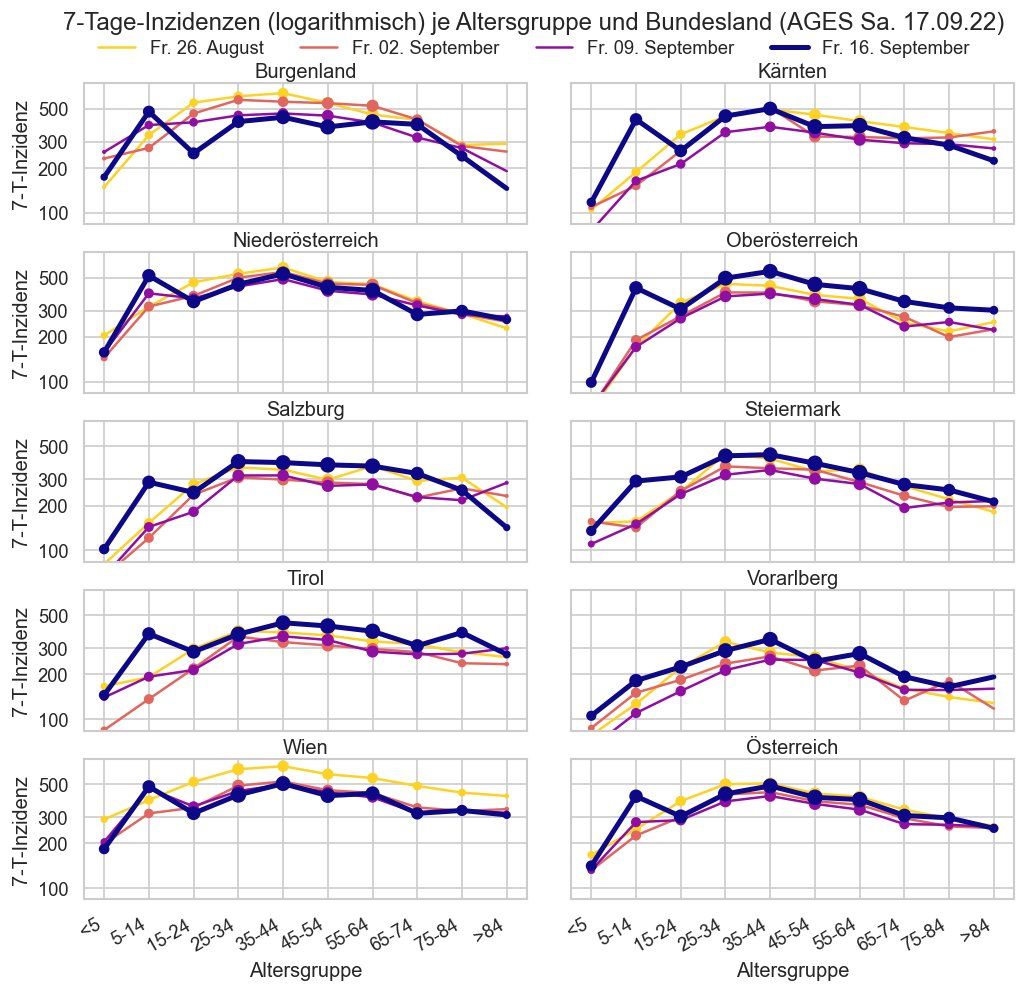 7-Tage-Inzidenzen (logarithmisch) je Altersgruppe und Bundesland (AGES Sa. 17.09.22)
Fr. 26. August Fr. 02. September Fr. 09. September Fr. 16. September
Burgenland Kärnten
7-T-Inzidenz
500
300
200
100
Niederösterreich Oberösterreich
7-T-Inzidenz
500
300
200
100
Salzburg Steiermark
7-T-Inzidenz
500
300
200
100
Tirol Vorarlberg
7-T-Inzidenz
500
300
200
100
Wien Österreich
7-T-Inzidenz
500
300
200
100
<5 5-14 15-24 25-34 35-44 45-54 55-64 65-74 75-84 >84 <5 5-14 15-24 25-34 35-44 45-54 55-64 65-74 75-84 >84
Altersgruppe Altersgruppe